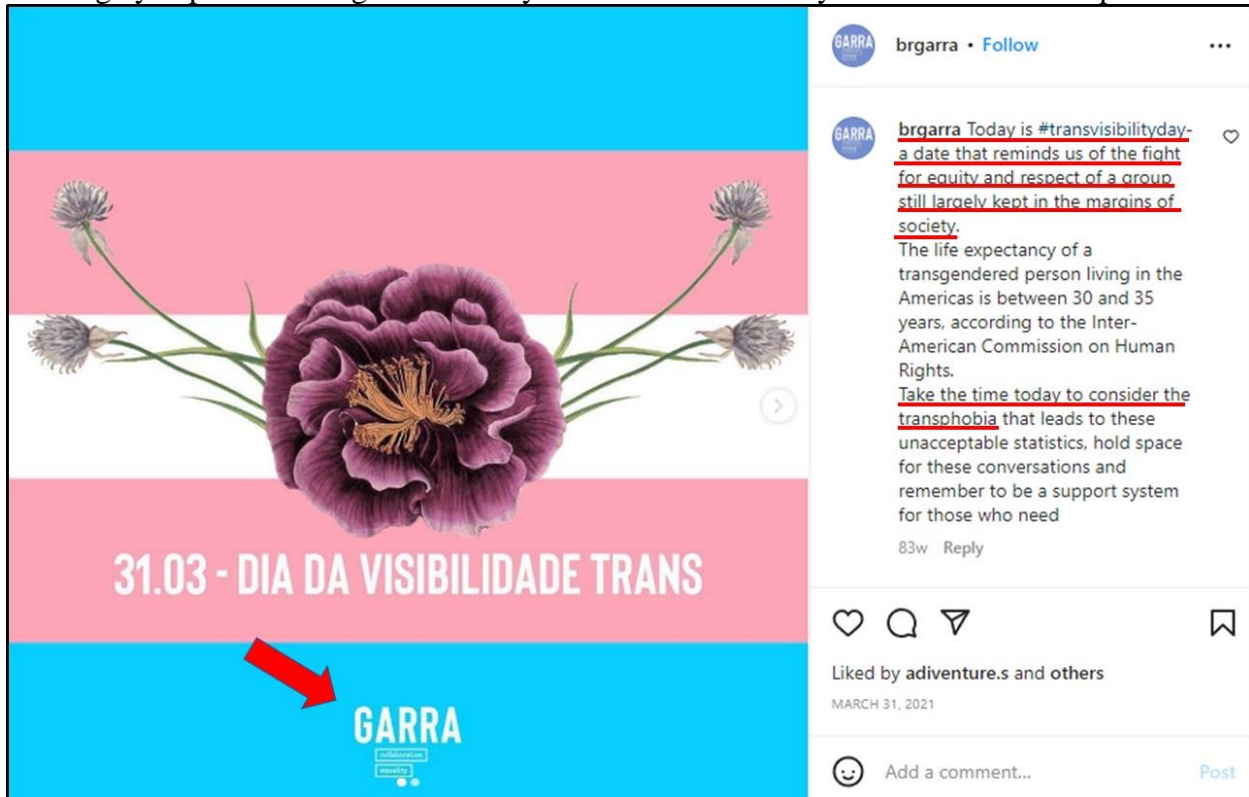 brgarra • Follow
brgarra Today is #transvisibilityday-
a date that reminds us of the fight
for equity and respect of a group
still largely kept in the margins of
society.
The life expectancy of a
transgendered person living in the
Americas is between 30 and 35
years, according to the Inter-
American Commission on Human
Rights.
Take the time today to consider the
transphobia that leads to these
unacceptable statistics, hold space
for these conversations and
remember to be a support system
for those who need
83w Reply
31.03 - DIA DA VISIBILIDADE TRANS
GARRA
collaboration
equality
Liked by adiventure.s and others
MARCH 31, 2021
Add a comment...
Post
GARRA
GARRA